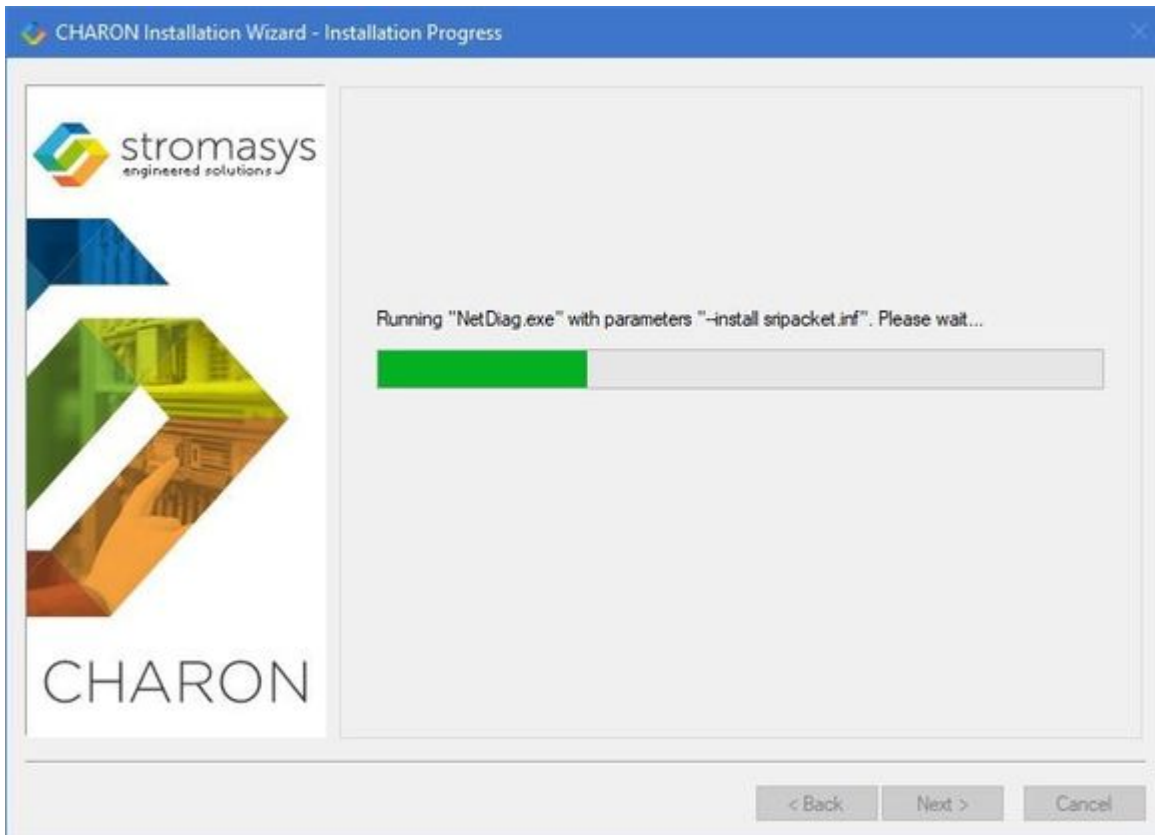 CHARON Installation Wizard - Installation Progress
stromasys
engineered solutions
Running "NetDiag.exe" with parameters "--install sripacket.inf". Please wait...
CHARON
< Back
Next >
Cancel